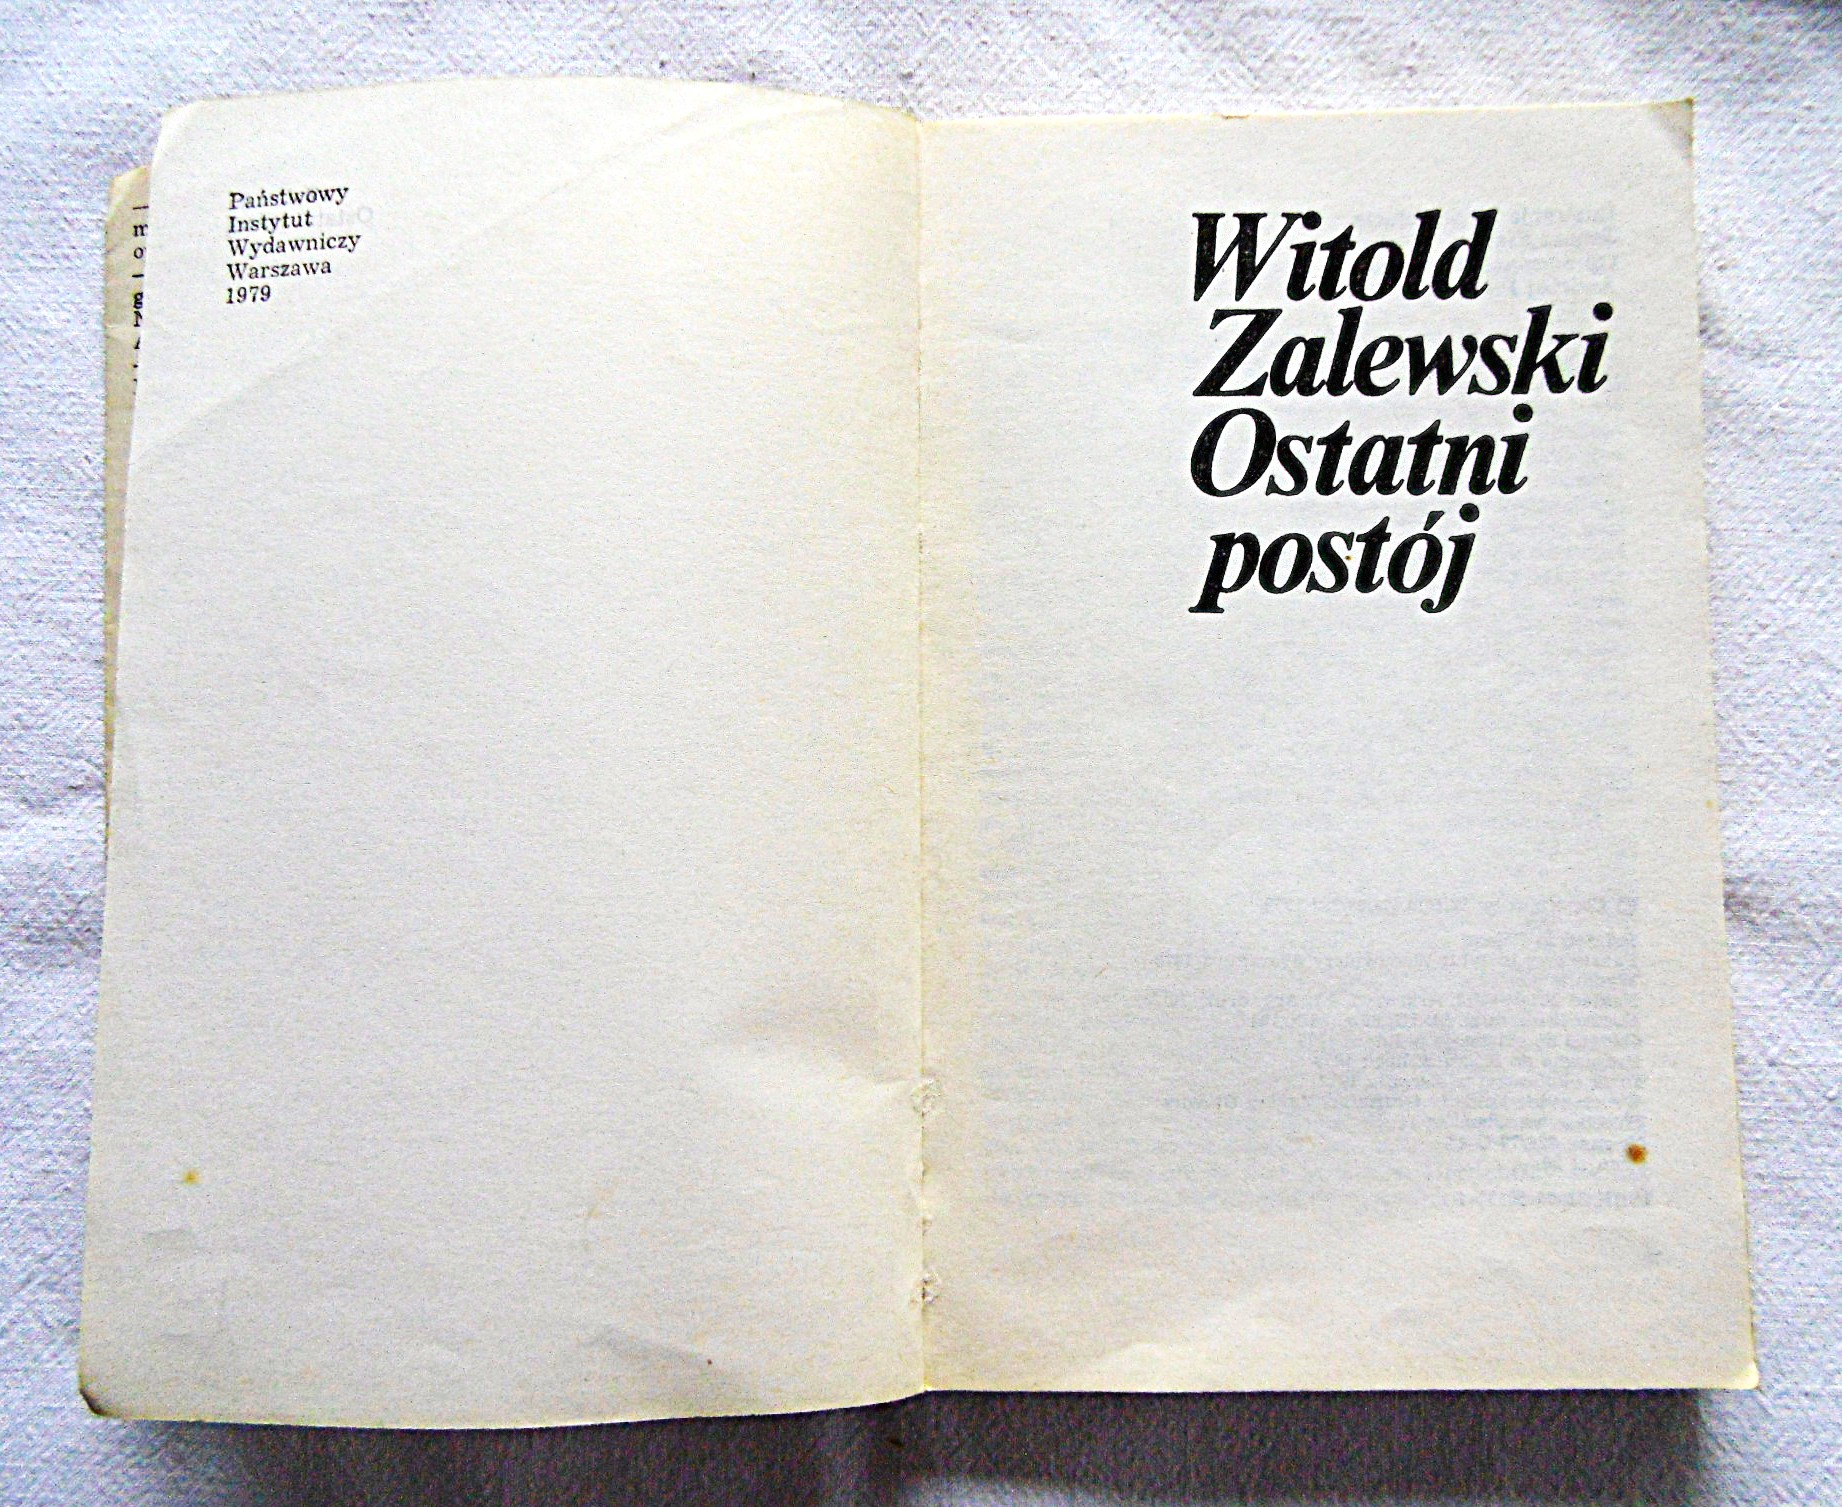 Państwowy
Instytut
Wydawniczy
Warszawa
1979
Witold
Zalewski
Ostatni
postój